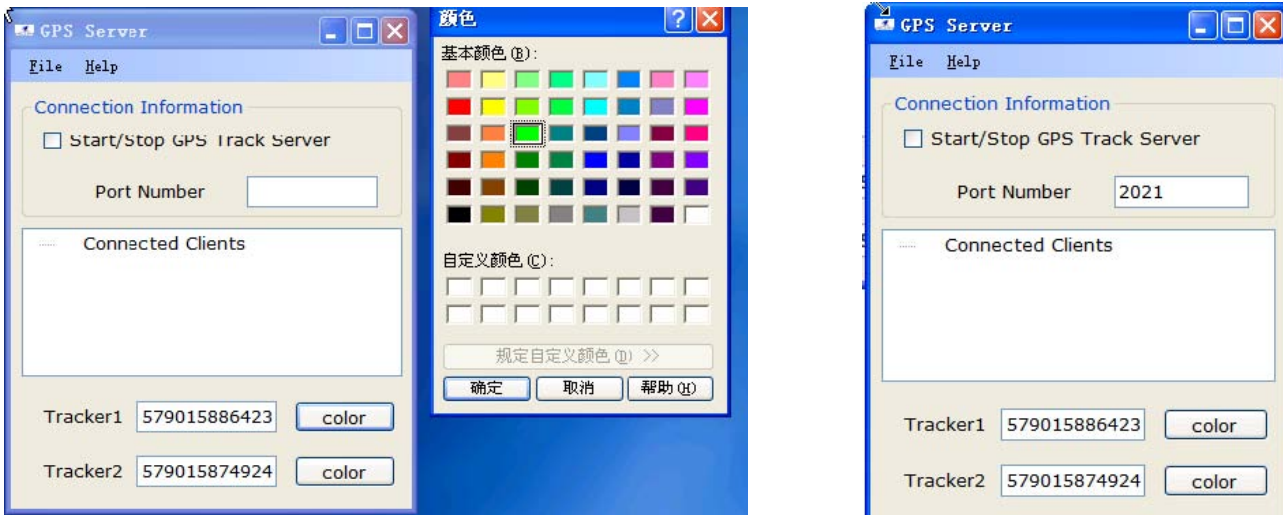 GPS Server
File Help
Connection Information
Start/Stop GPS Track Server
Port Number
Connected Clients
Tracker1 579015886423 color
Tracker2 579015874924 color
颜色
基本颜色(B):
自定义颜色(C):
规定自定义颜色(D) >>
确定 取消 帮助(H)
GPS Server
File Help
Connection Information
Start/Stop GPS Track Server
Port Number 2021
Connected Clients
Tracker1 579015886423 color
Tracker2 579015874924 color